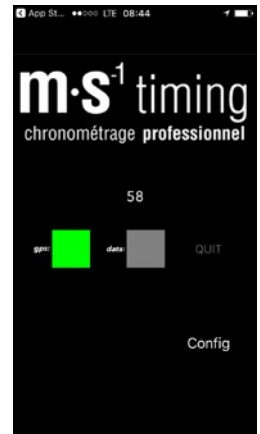 App St... LTE 08:44
m·s⁻¹ timing
chronométrage professionnel
58
gps: data: QUIT
Config